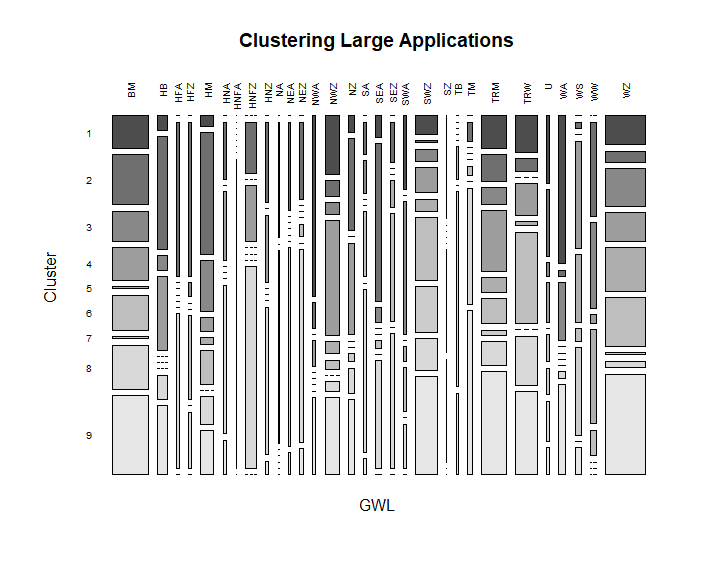 Clustering Large Applications
BM HB HFA HFZ HM HNA HNFA HNFZ HNZ NA NEA NEZ NWA NWZ NZ SA SEA SEZ SWA SWZ SZ TB TM TRM TRW U WA WS WW WZ
1
2
3
4
5
6
7
8
9
Cluster
GWL